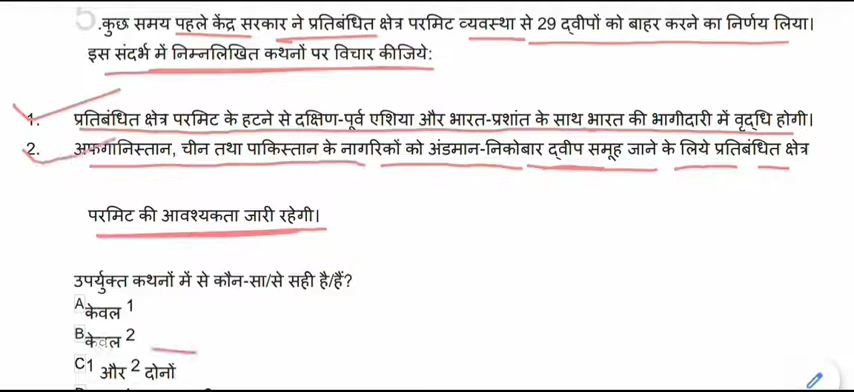 5.कुछ समय पहले केंद्र सरकार ने प्रतिबंधित क्षेत्र परमिट व्यवस्था से 29 द्वीपों को बाहर करने का निर्णय लिया।
इस संदर्भ में निम्नलिखित कथनों पर विचार कीजिये:
1. प्रतिबंधित क्षेत्र परमिट के हटने से दक्षिण-पूर्व एशिया और भारत-प्रशांत के साथ भारत की भागीदारी में वृद्धि होगी।
2. अफगानिस्तान, चीन तथा पाकिस्तान के नागरिकों को अंडमान-निकोबार द्वीप समूह जाने के लिये प्रतिबंधित क्षेत्र
परमिट की आवश्यकता जारी रहेगी।
उपर्युक्त कथनों में से कौन-सा/से सही है/हैं?
A केवल 1
B केवल 2
C 1 और 2 दोनों